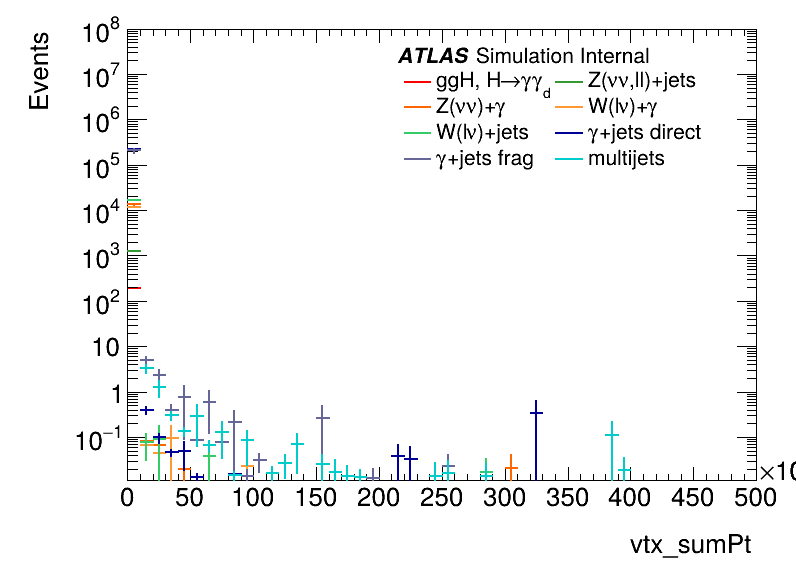 Events
10⁸
10⁷
10⁶
10⁵
10⁴
10³
10²
10
1
10⁻¹
ATLAS Simulation Internal
ggH, H→γγ_d
Z(νν,ll)+jets
Z(νν)+γ
W(lν)+γ
W(lν)+jets
γ+jets direct
γ+jets frag
multijets
0 50 100 150 200 250 300 350 400 450 500
×10
vtx_sumPt